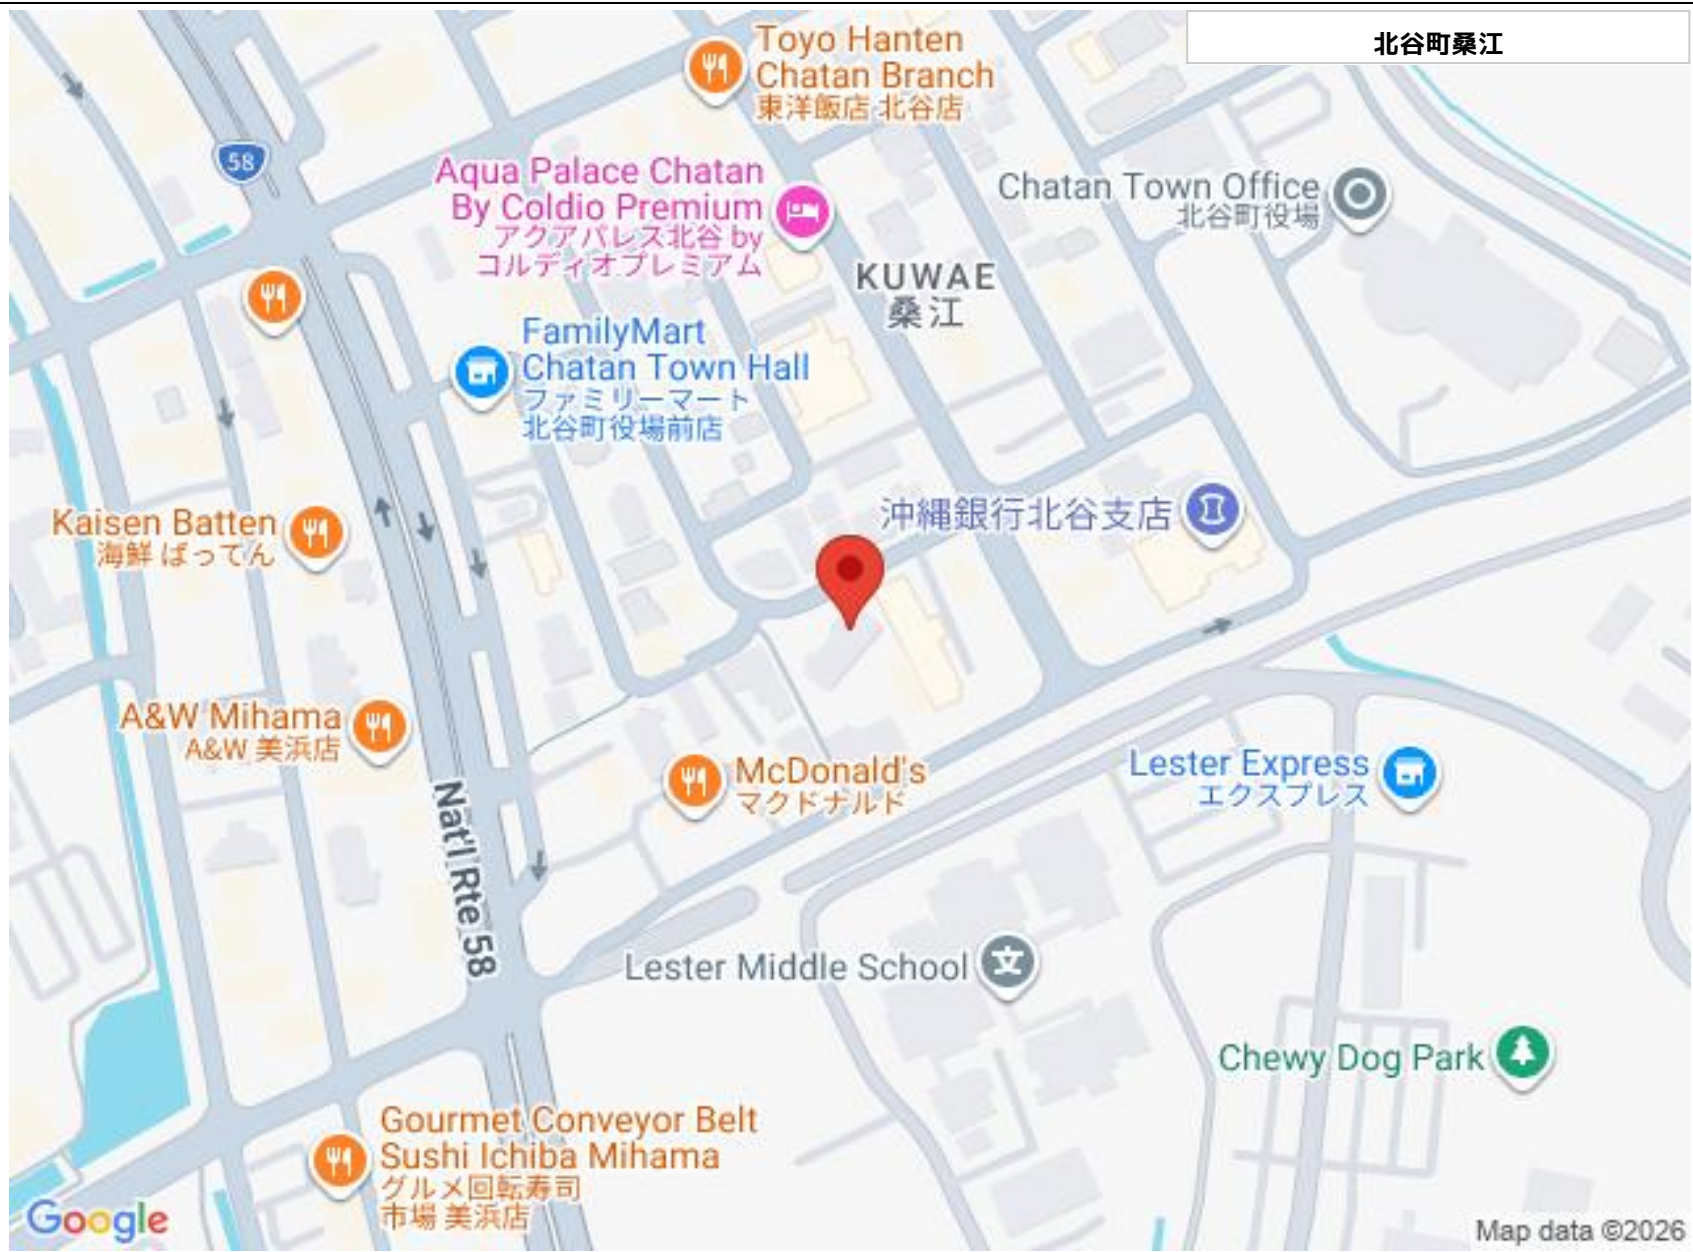 北谷町桑江
Toyo Hanten
Chatan Branch
東洋飯店 北谷店
58
Aqua Palace Chatan
By Coldio Premium
アクアパレス北谷 by
コルディオプレミアム
Chatan Town Office
北谷町役場
KUWAE
桑江
FamilyMart
Chatan Town Hall
ファミリーマート
北谷町役場前店
沖縄銀行北谷支店
Kaisen Batten
海鮮 ばってん
A&W Mihama
A&W 美浜店
McDonald's
マクドナルド
Lester Express
エクスプレス
Nat'l Rte 58
Lester Middle School
文
Chewy Dog Park
Gourmet Conveyor Belt
Sushi Ichiba Mihama
グルメ回転寿司
市場 美浜店
Google
Map data ©2026